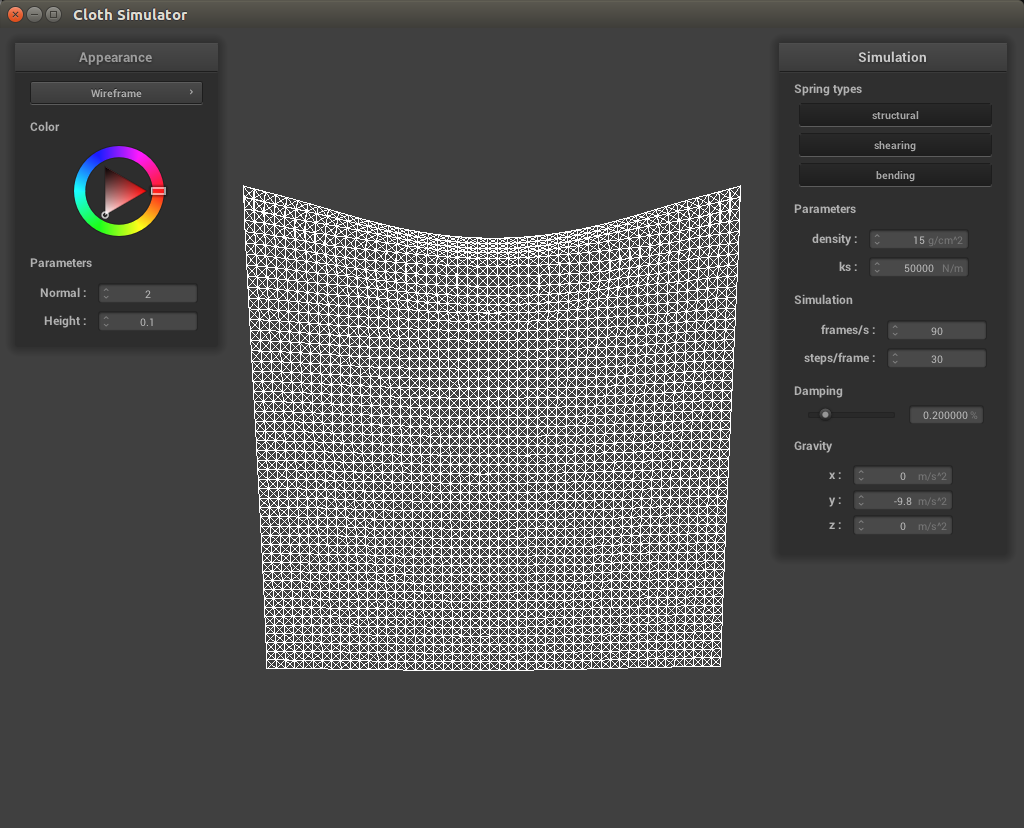 Cloth Simulator
Appearance
Wireframe
Color
Parameters
Normal : 2
Height : 0.1
Simulation
Spring types
structural
shearing
bending
Parameters
density : 15 g/cm^2
ks : 50000 N/m
Simulation
frames/s : 90
steps/frame : 30
Damping
0.200000 %
Gravity
x : 0 m/s^2
y : -9.8 m/s^2
z : 0 m/s^2